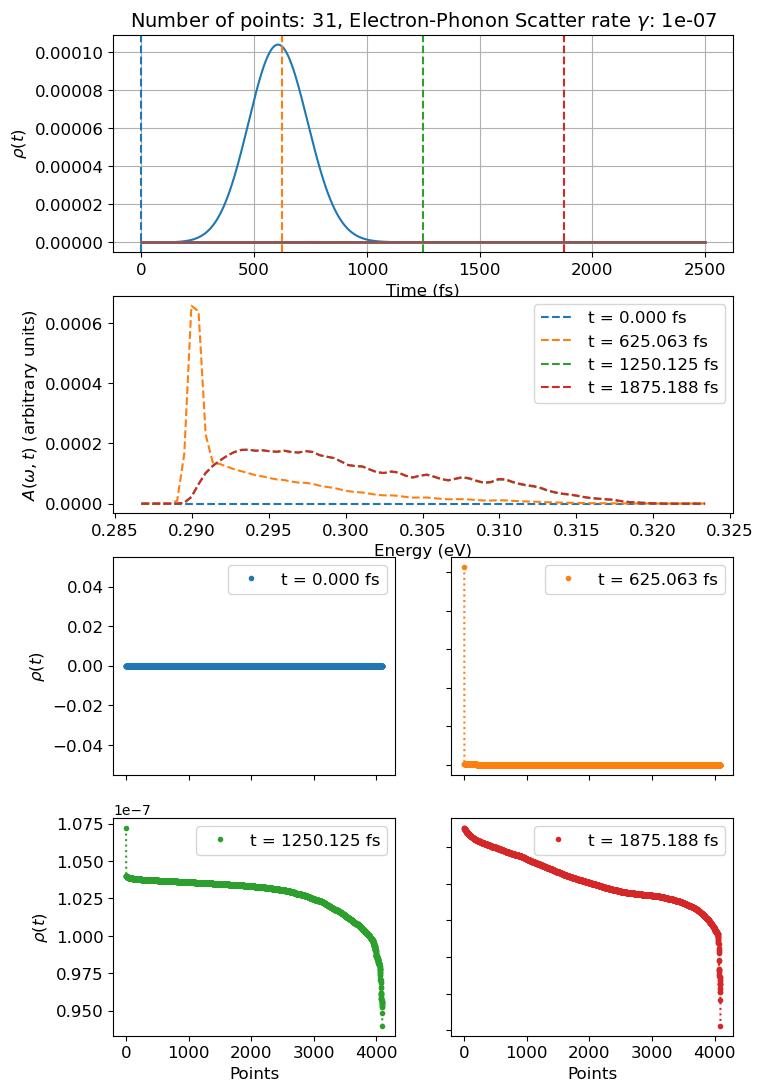 Number of points: 31, Electron-Phonon Scatter rate γ: 1e-07
0.00010
0.00008
0.00006
0.00004
0.00002
0.00000
ρ(t)
0 500 1000 1500 2000 2500
Time (fs)
0.0006
0.0004
0.0002
0.0000
A(ω, t) (arbitrary units)
t = 0.000 fs
t = 625.063 fs
t = 1250.125 fs
t = 1875.188 fs
0.285 0.290 0.295 0.300 0.305 0.310 0.315 0.320 0.325
Energy (eV)
0.04
0.02
0.00
−0.02
−0.04
ρ(t)
t = 0.000 fs
t = 625.063 fs
1e−7
1.075
1.050
1.025
1.000
0.975
0.950
ρ(t)
t = 1250.125 fs
0 1000 2000 3000 4000
Points
t = 1875.188 fs
0 1000 2000 3000 4000
Points